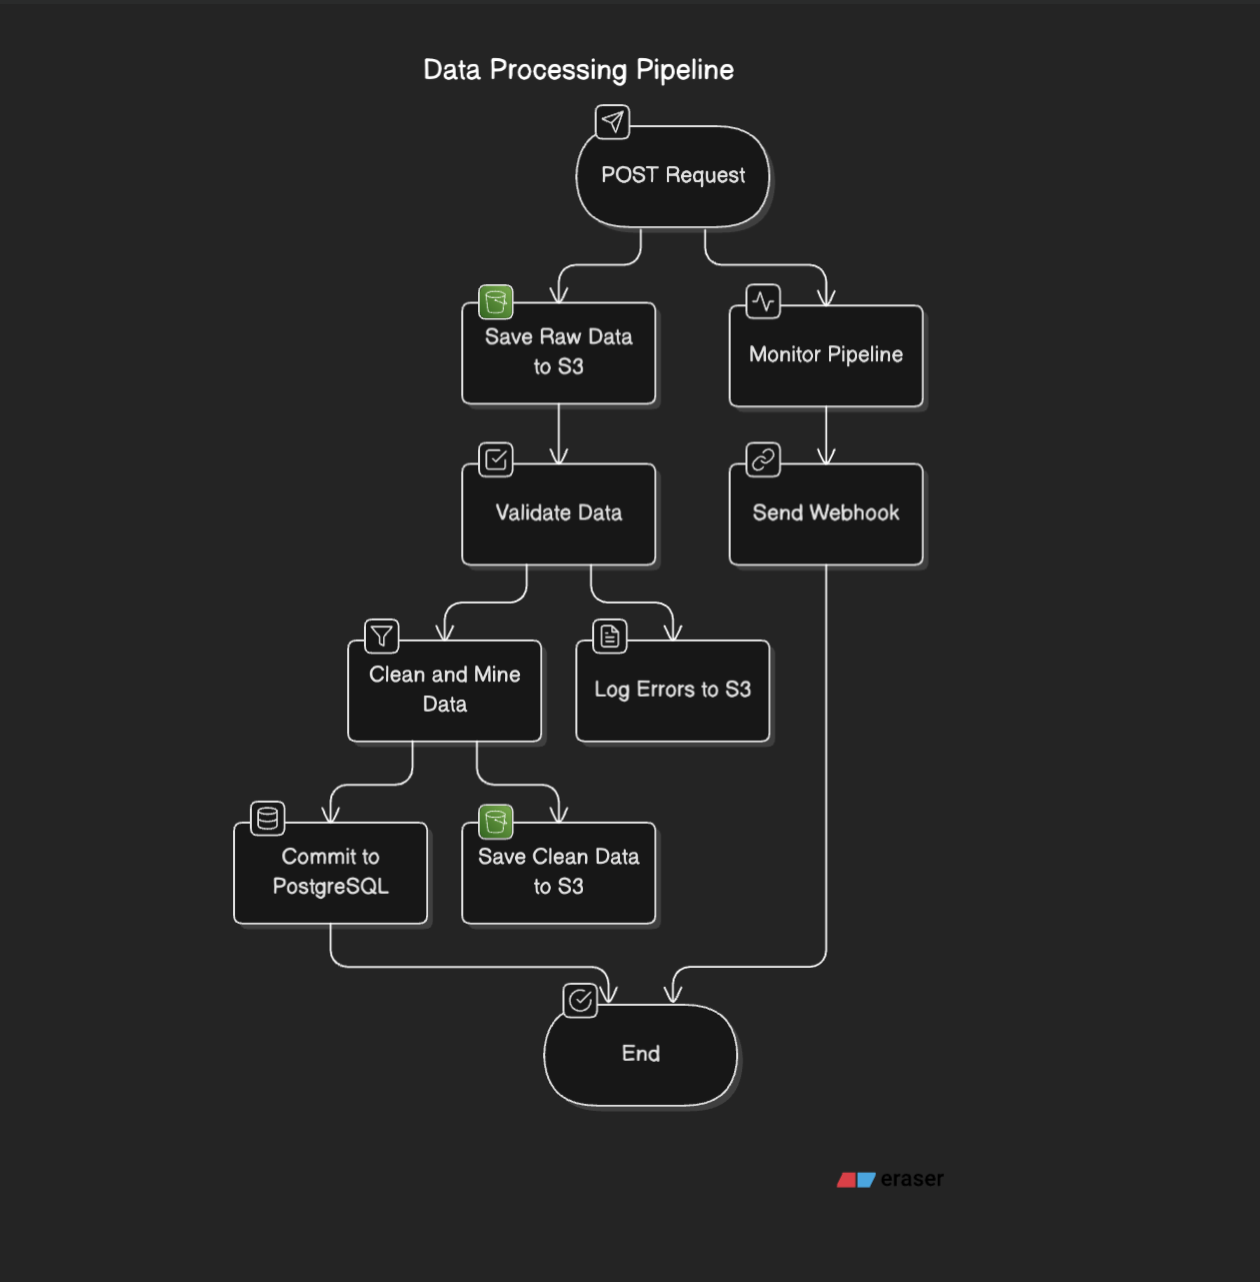 Data Processing Pipeline
POST Request
Save Raw Data
to S3
Monitor Pipeline
Validate Data
Send Webhook
Clean and Mine
Data
Log Errors to S3
Commit to
PostgreSQL
Save Clean Data
to S3
End
eraser